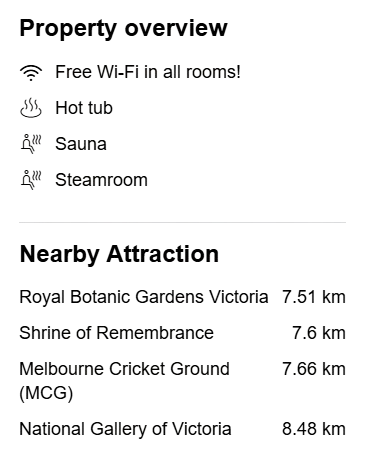 Property overview
Free Wi-Fi in all rooms!
Hot tub
Sauna
Steamroom
Nearby Attraction
Royal Botanic Gardens Victoria 7.51 km
Shrine of Remembrance 7.6 km
Melbourne Cricket Ground 7.66 km
(MCG)
National Gallery of Victoria 8.48 km